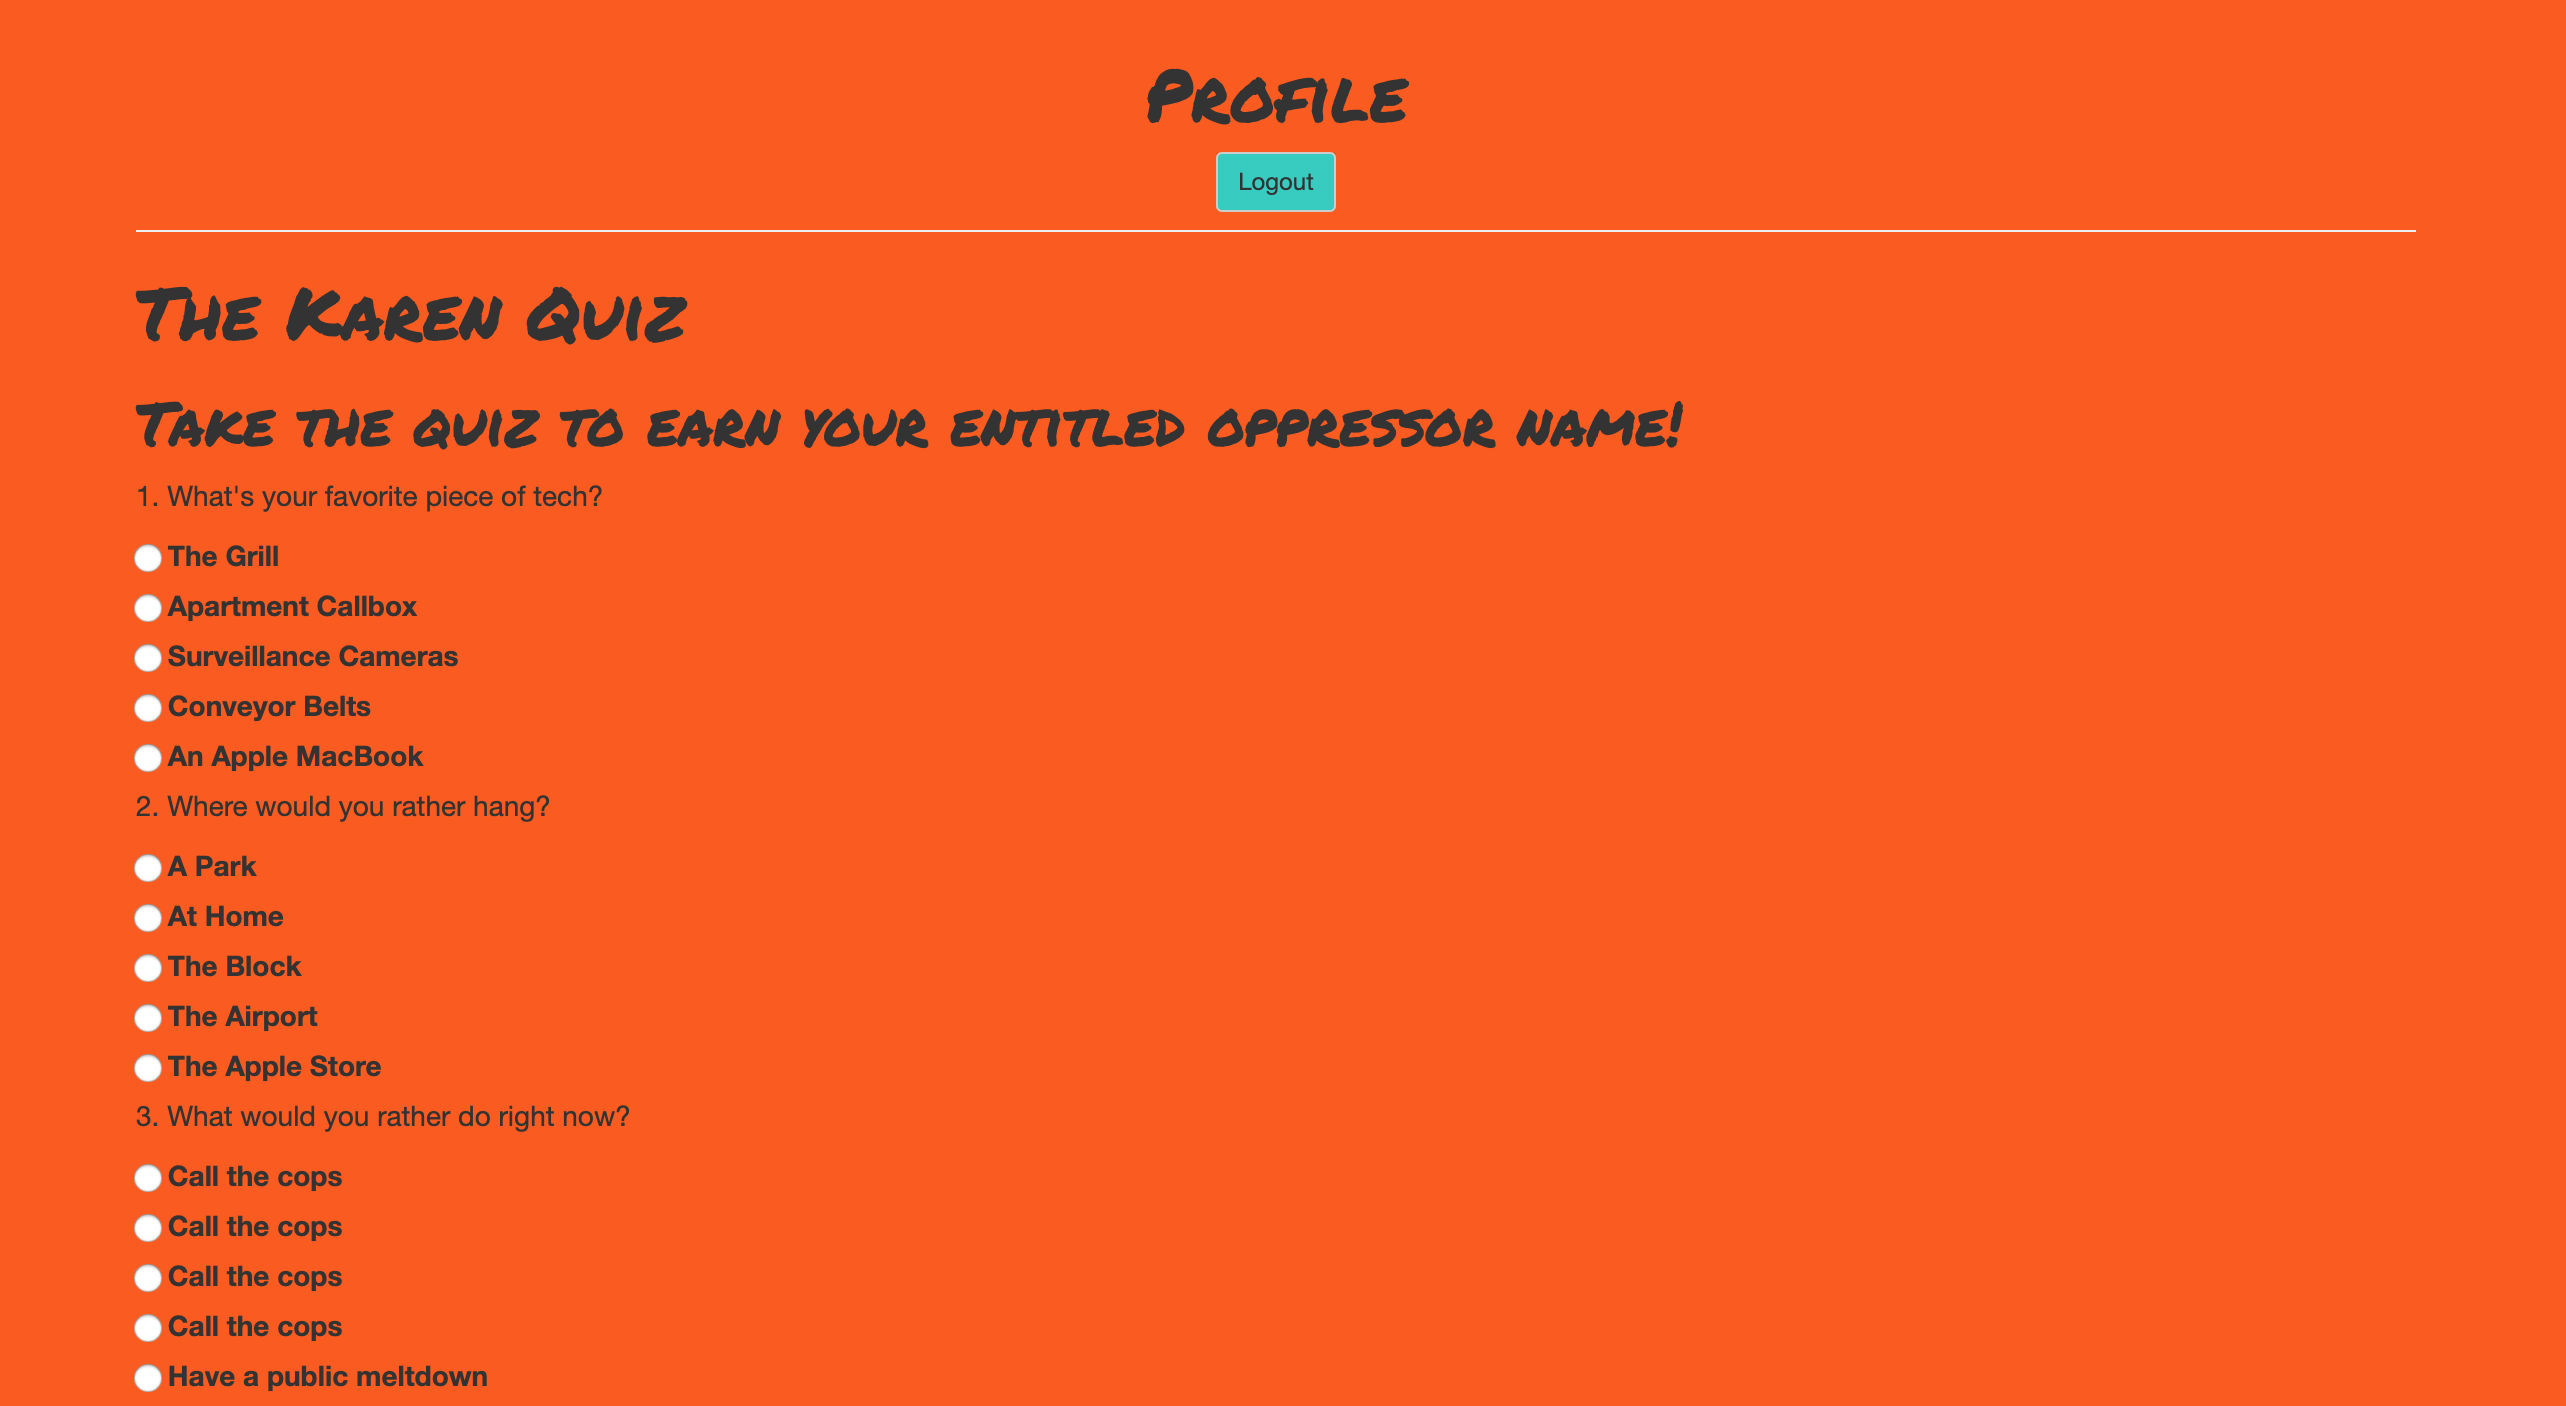 Profile
Logout
The Karen Quiz
Take the quiz to earn your entitled oppressor name!
1. What's your favorite piece of tech?
The Grill
Apartment Callbox
Surveillance Cameras
Conveyor Belts
An Apple MacBook
2. Where would you rather hang?
A Park
At Home
The Block
The Airport
The Apple Store
3. What would you rather do right now?
Call the cops
Call the cops
Call the cops
Call the cops
Have a public meltdown